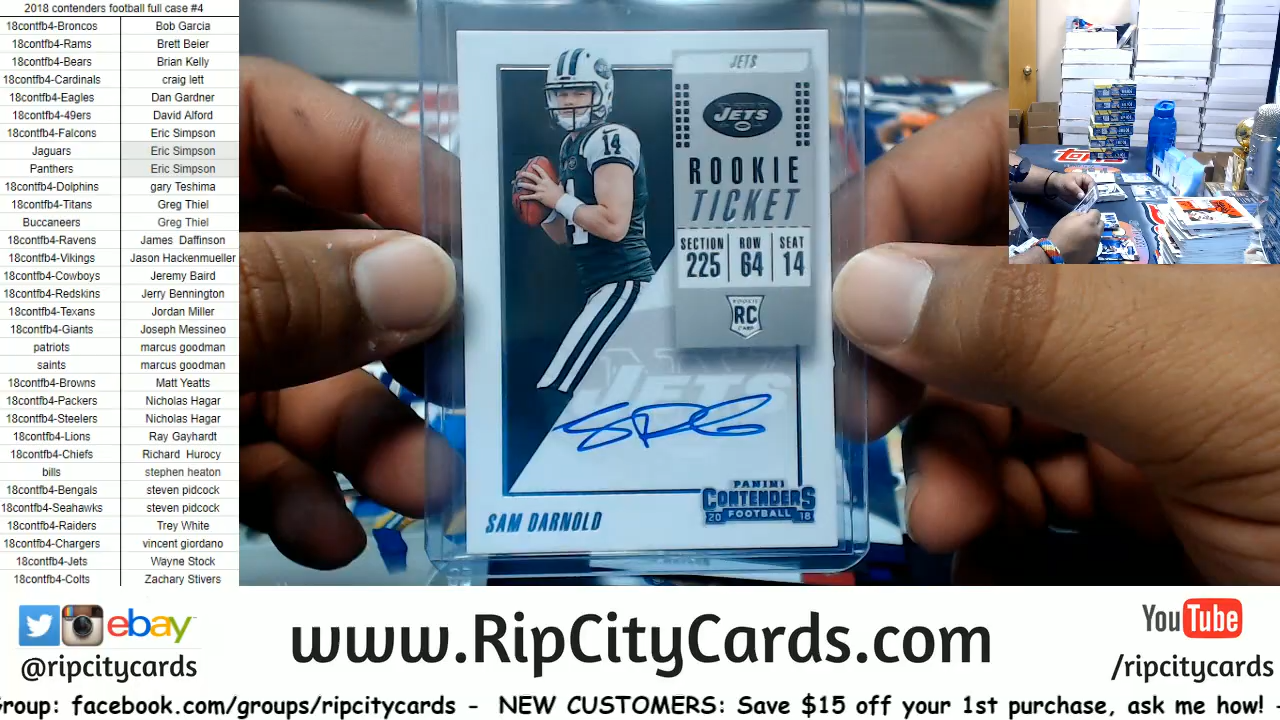 2018 contenders football full case #4
18contfb4-Broncos Bob Garcia
18contfb4-Rams Brett Beier
18contfb4-Bears Brian Kelly
18contfb4-Cardinals craig lett
18contfb4-Eagles Dan Gardner
18contfb4-49ers David Alford
18contfb4-Falcons Eric Simpson
Jaguars Eric Simpson
Panthers Eric Simpson
18contfb4-Dolphins gary Teshima
18contfb4-Titans Greg Thiel
Buccaneers Greg Thiel
18contfb4-Ravens James Daffinson
18contfb4-Vikings Jason Hackenmueller
18contfb4-Cowboys Jeremy Baird
18contfb4-Redskins Jerry Bennington
18contfb4-Texans Jordan Miller
18contfb4-Giants Joseph Messineo
patriots marcus goodman
saints marcus goodman
18contfb4-Browns Matt Yeatts
18contfb4-Packers Nicholas Hagar
18contfb4-Steelers Nicholas Hagar
18contfb4-Lions Ray Gayhardt
18contfb4-Chiefs Richard Hurocy
bills stephen heaton
18contfb4-Bengals steven pidcock
18contfb4-Seahawks steven pidcock
18contfb4-Raiders Trey White
18contfb4-Chargers vincent giordano
18contfb4-Jets Wayne Stock
18contfb4-Colts Zachary Stivers
JETS
JETS
ROOKIE
TICKET
SECTION ROW SEAT
225 64 14
ROOKIE
RC
CARD
14
JETS
PANINI
CONTENDERS
20 FOOTBALL 18
SAM DARNOLD
topps
ebay
@ripcitycards
www.RipCityCards.com
YouTube
/ripcitycards
Group: facebook.com/groups/ripcitycards - NEW CUSTOMERS: Save $15 off your 1st purchase, ask me how! -